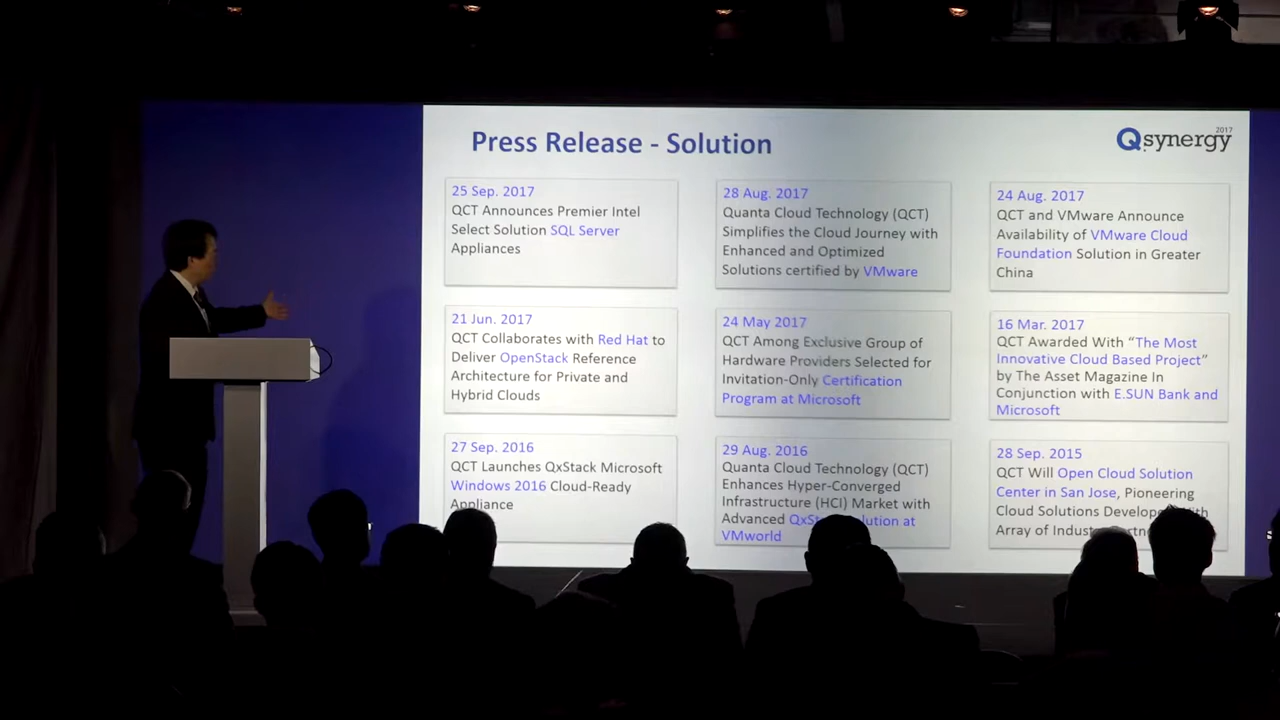 Press Release - Solution
Qsynergy 2017
25 Sep. 2017
QCT Announces Premier Intel
Select Solution SQL Server
Appliances
28 Aug. 2017
Quanta Cloud Technology (QCT)
Simplifies the Cloud Journey with
Enhanced and Optimized
Solutions certified by VMware
24 Aug. 2017
QCT and VMware Announce
Availability of VMware Cloud
Foundation Solution in Greater
China
21 Jun. 2017
QCT Collaborates with Red Hat to
Deliver OpenStack Reference
Architecture for Private and
Hybrid Clouds
24 May 2017
QCT Among Exclusive Group of
Hardware Providers Selected for
Invitation-Only Certification
Program at Microsoft
16 Mar. 2017
QCT Awarded With “The Most
Innovative Cloud Based Project”
by The Asset Magazine In
Conjunction with E.SUN Bank and
Microsoft
27 Sep. 2016
QCT Launches QxStack Microsoft
Windows 2016 Cloud-Ready
Appliance
29 Aug. 2016
Quanta Cloud Technology (QCT)
Enhances Hyper-Converged
Infrastructure (HCI) Market with
Advanced at
VMworld
28 Sep. 2015
QCT Will Open Cloud Solution
Center in San Jose, Pioneering
Cloud Solutions
Array of